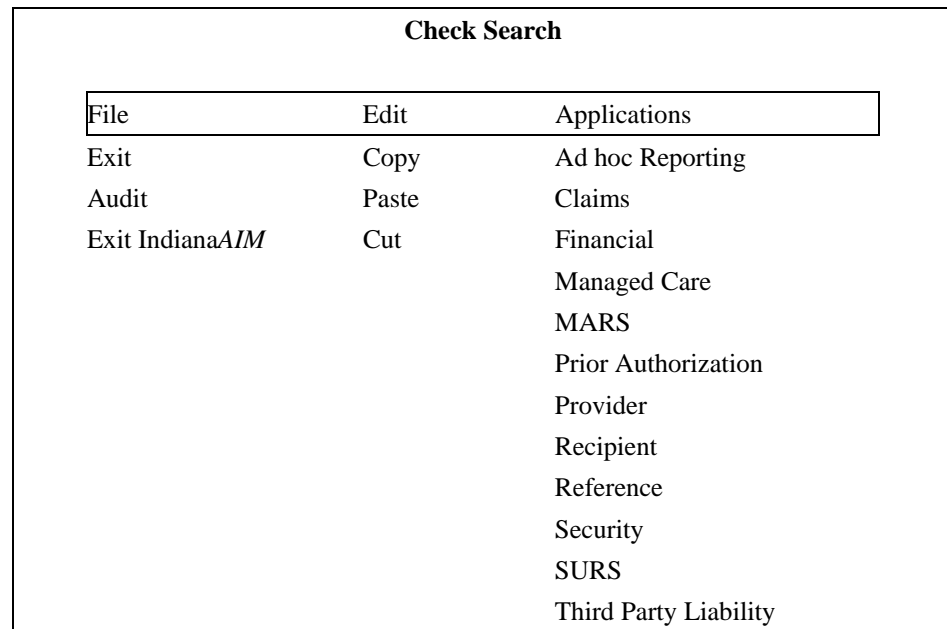 Check Search
File Edit Applications
Exit Copy Ad hoc Reporting
Audit Paste Claims
Exit IndianaAIM Cut Financial
Managed Care
MARS
Prior Authorization
Provider
Recipient
Reference
Security
SURS
Third Party Liability